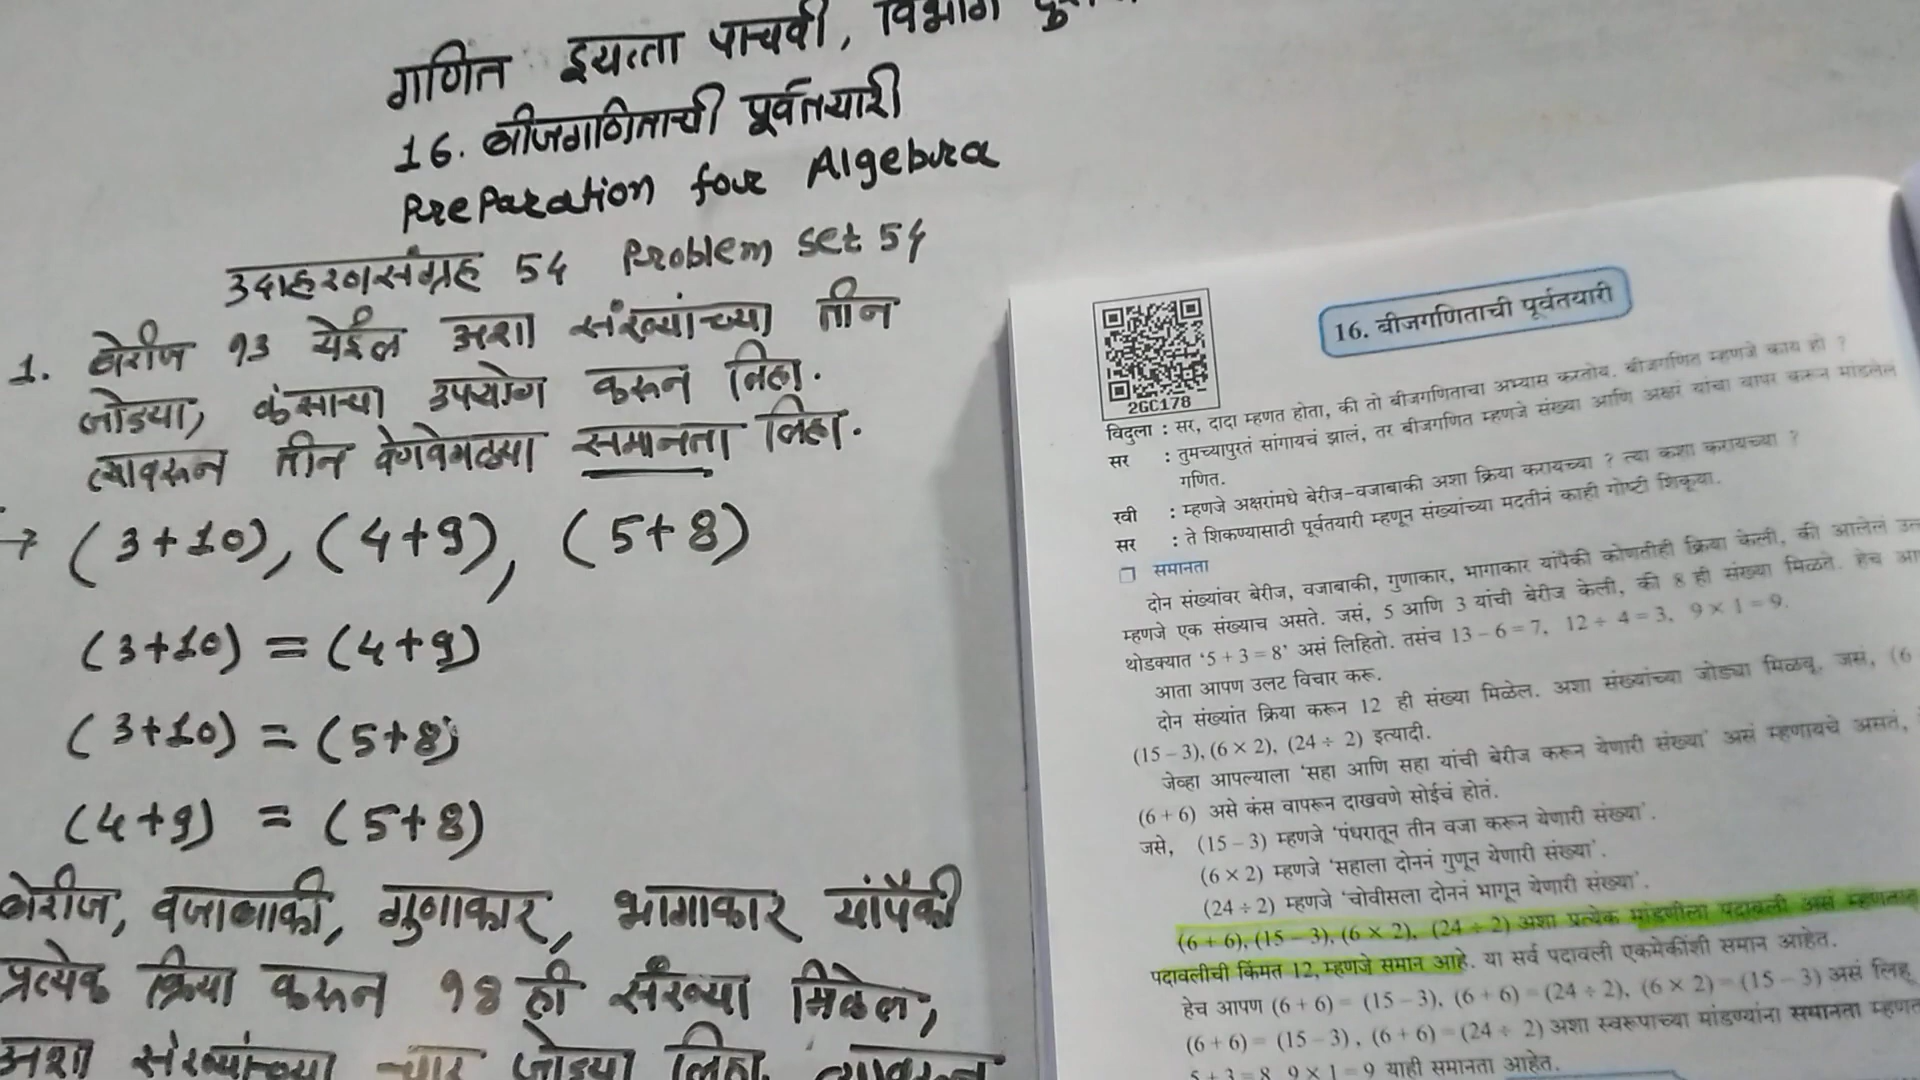 गणित इयत्ता पाचवी, विभाग
16. बीजगणिताची पूर्वतयारी
Preparation for Algebra
उदाहरणसंग्रह 54 Problem set 54
1. बेरीज 13 येईल अशा संख्यांच्या तीन
जोड्या, कंसाचा उपयोग करून लिहा.
त्यावरून तीन वेगवेगळ्या समानता लिहा.
→ (3+10), (4+9), (5+8)
(3+10) = (4+9)
(3+10) = (5+8)
(4+9) = (5+8)
बेरीज, वजाबाकी, गुणाकार, भागाकार यांपैकी
प्रत्येक क्रिया करून 18 ही संख्या मिळेल,
अशा संख्यांच्या चार जोड्या लिहा. त्यावरून
2GC178
16. बीजगणिताची पूर्वतयारी
विदुला : सर, दादा म्हणत होता, की तो बीजगणिताचा अभ्यास करतोय. बीजगणित म्हणजे काय हो ?
सर : तुमच्यापुरतं सांगायचं झालं, तर बीजगणित म्हणजे संख्या आणि अक्षरं यांचा वापर करून मांडलेलं
गणित.
रवी : म्हणजे अक्षरांमधे बेरीज-वजाबाकी अशा क्रिया करायच्या ? त्या कशा करायच्या ?
सर : ते शिकण्यासाठी पूर्वतयारी म्हणून संख्यांच्या मदतीनं काही गोष्टी शिकूया.
❑ समानता
दोन संख्यांवर बेरीज, वजाबाकी, गुणाकार, भागाकार यांपैकी कोणतीही क्रिया केली, की आलेलं
म्हणजे एक संख्याच असते. जसं, 5 आणि 3 यांची बेरीज केली, की 8 ही संख्या मिळते. हेच
थोडक्यात '5 + 3 = 8' असं लिहितो. तसंच 13 - 6 = 7, 12 ÷ 4 = 3, 9 × 1 = 9.
आता आपण उलट विचार करू.
दोन संख्यांत क्रिया करून 12 ही संख्या मिळेल. अशा संख्यांच्या जोड्या मिळवू. जसं, (6
(15 - 3), (6 × 2), (24 ÷ 2) इत्यादी.
जेव्हा आपल्याला 'सहा आणि सहा यांची बेरीज करून येणारी संख्या' असं म्हणायचे असतं,
(6 + 6) असे कंस वापरून दाखवणे सोईचं होतं.
जसे, (15 - 3) म्हणजे 'पंधरातून तीन वजा करून येणारी संख्या'.
(6 × 2) म्हणजे 'सहाला दोननं गुणून येणारी संख्या'.
(24 ÷ 2) म्हणजे 'चोवीसला दोननं भागून येणारी संख्या'.
(6 + 6), (15 - 3), (6 × 2), (24 ÷ 2) अशा प्रत्येक मांडणीला पदावली असं म्हणतात
पदावलीची किंमत 12, म्हणजे समान आहे. या सर्व पदावली एकमेकींशी समान आहेत.
हेच आपण (6 + 6) = (15 - 3), (6 + 6) = (24 ÷ 2), (6 × 2) = (15 - 3) असं लिहू
(6 + 6) = (15 - 3), (6 + 6) = (24 ÷ 2) अशा स्वरूपाच्या मांडण्यांना समानता म्हणत
5 + 3 = 8, 9 × 1 = 9 याही समानता आहेत.